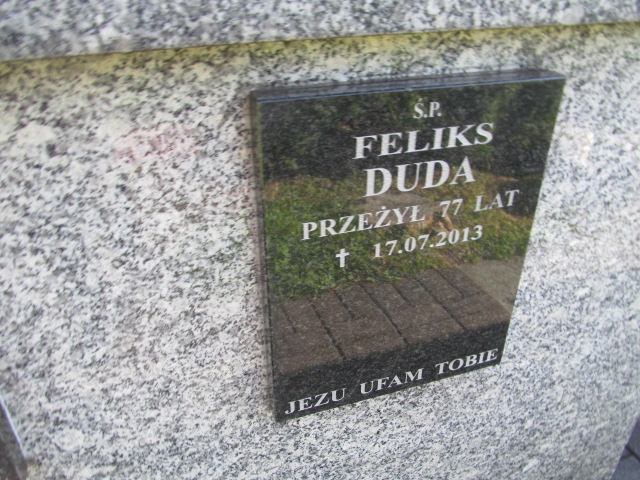 Ś.P.
FELIKS
DUDA
PRZEŻYŁ 77 LAT
✝ 17.07.2013
JEZU UFAM TOBIE